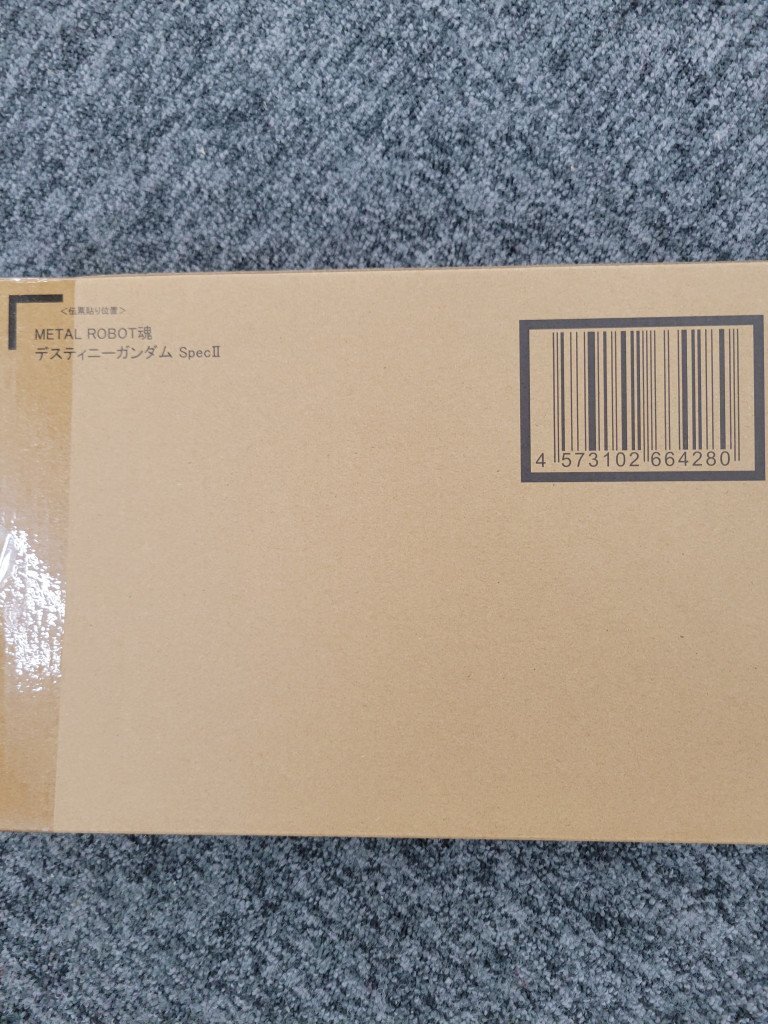 ＜伝票貼り位置＞
METAL ROBOT魂
デスティニーガンダム SpecⅡ
4 573102 664280